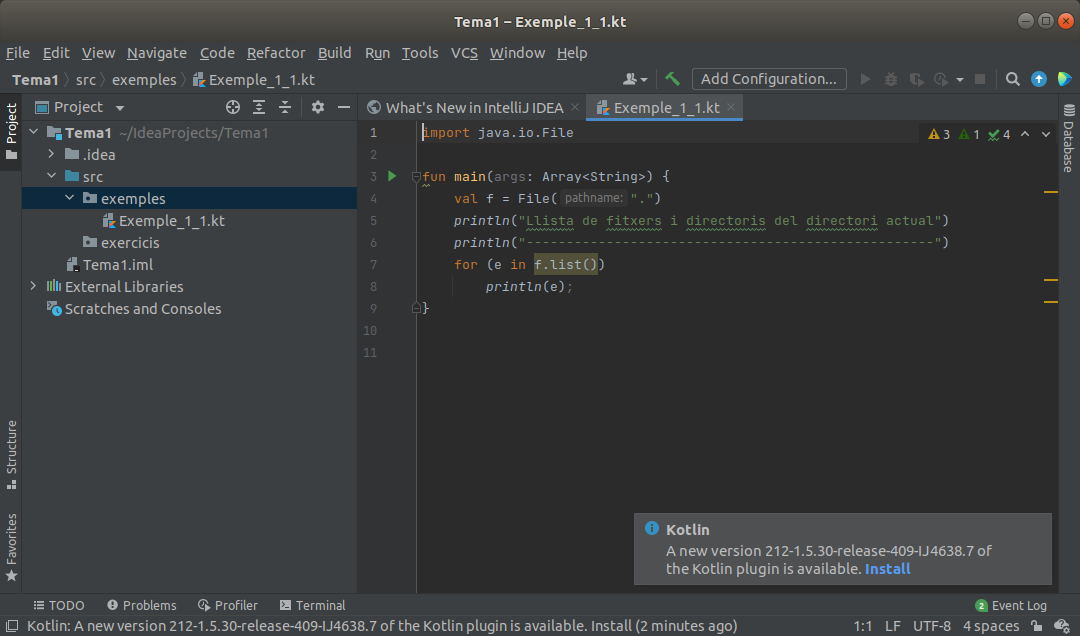 Tema1 – Exemple_1_1.kt
File Edit View Navigate Code Refactor Build Run Tools VCS Window Help
Tema1 src exemples Exemple_1_1.kt Add Configuration...
Project
Project
What's New in IntelliJ IDEA Exemple_1_1.kt
Database
Tema1 ~/IdeaProjects/Tema1
.idea
src
exemples
Exemple_1_1.kt
exercicis
Tema1.iml
External Libraries
Scratches and Consoles
Structure
Favorites
1 import java.io.File
3 1 4
2
3 fun main(args: Array<String>) {
4 val f = File( pathname: ".")
5 println("Llista de fitxers i directoris del directori actual")
6 println("---------------------------------------------------")
7 for (e in f.list())
8 println(e);
9 }
10
11
Kotlin
A new version 212-1.5.30-release-409-IJ4638.7 of
the Kotlin plugin is available. Install
TODO Problems Profiler Terminal 2 Event Log
Kotlin: A new version 212-1.5.30-release-409-IJ4638.7 of the Kotlin plugin is available. Install (2 minutes ago) 1:1 LF UTF-8 4 spaces